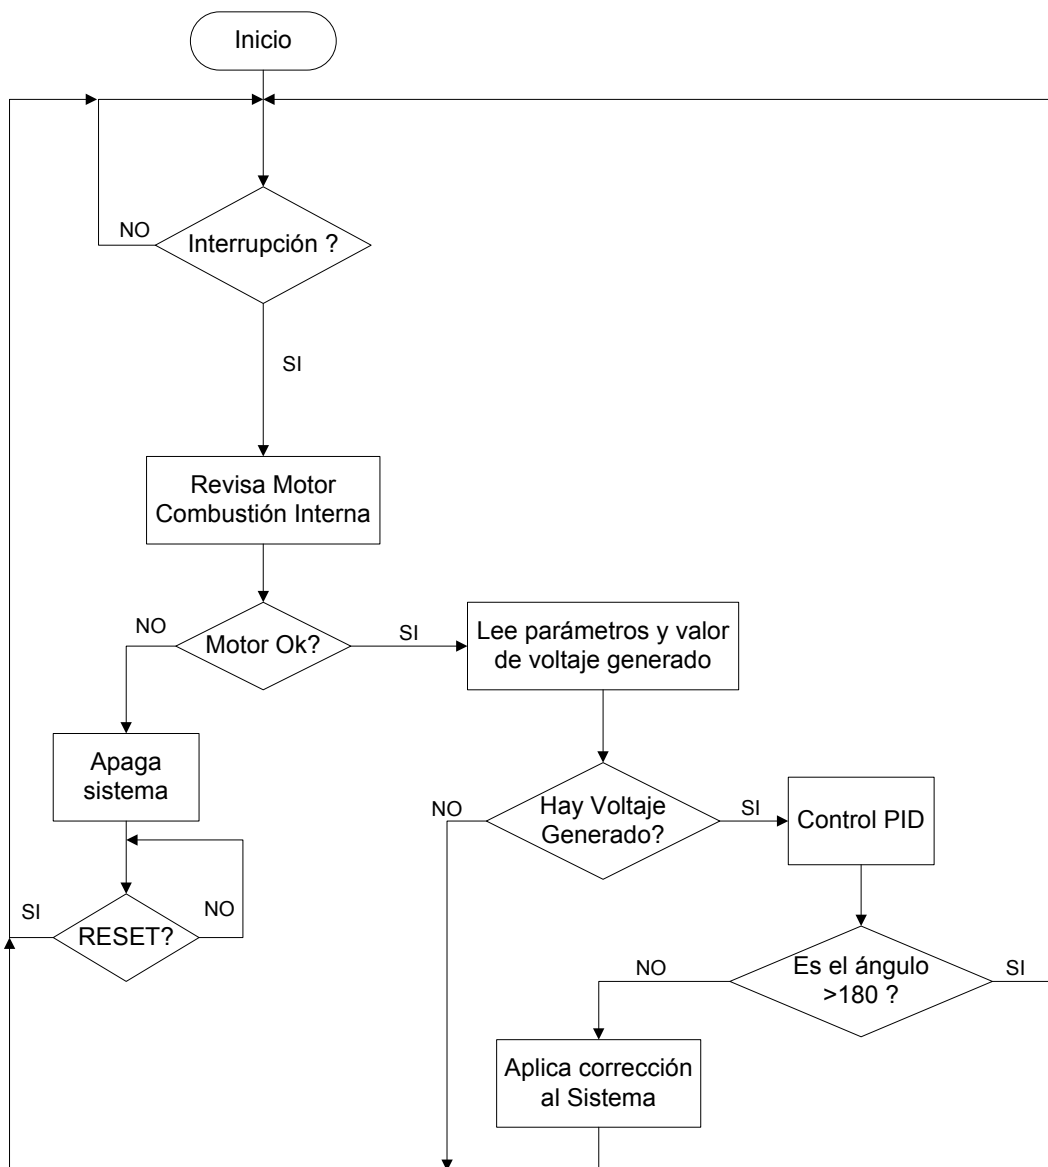 Inicio
NO
Interrupción ?
SI
Revisa Motor
Combustión Interna
NO
Motor Ok?
SI
Lee parámetros y valor
de voltaje generado
Apaga
sistema
NO
Hay Voltaje
Generado?
SI
Control PID
SI
RESET?
NO
NO
Es el ángulo
>180 ?
SI
Aplica corrección
al Sistema